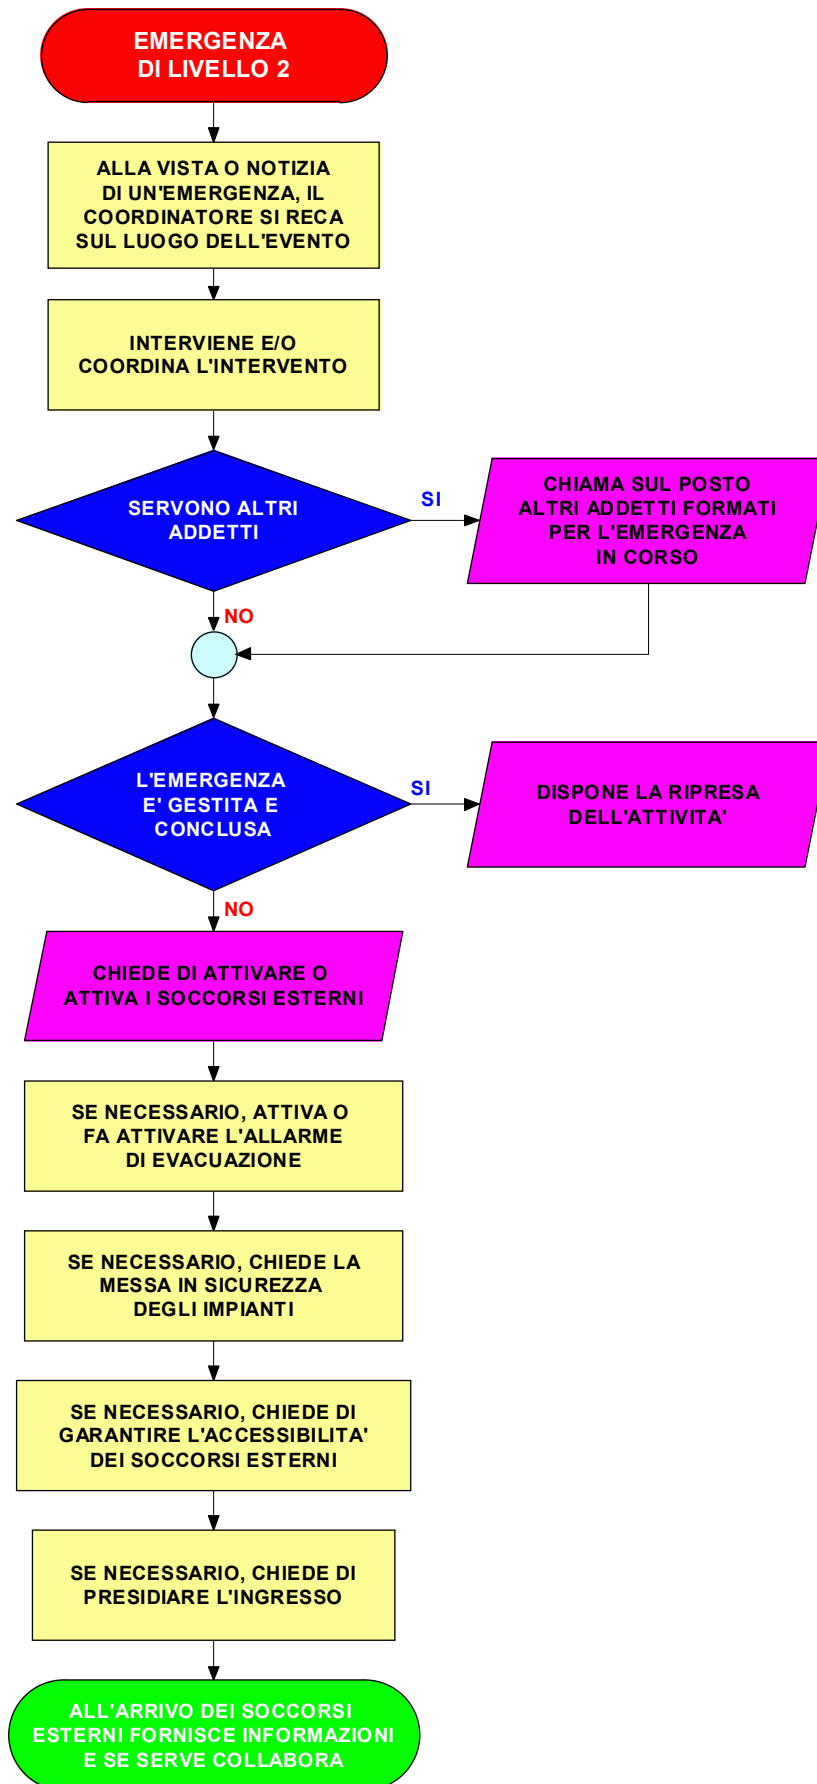 EMERGENZA
DI LIVELLO 2
ALLA VISTA O NOTIZIA
DI UN'EMERGENZA, IL
COORDINATORE SI RECA
SUL LUOGO DELL'EVENTO
INTERVIENE E/O
COORDINA L'INTERVENTO
SERVONO ALTRI
ADDETTI
SI
CHIAMA SUL POSTO
ALTRI ADDETTI FORMATI
PER L'EMERGENZA
IN CORSO
NO
L'EMERGENZA
E' GESTITA E
CONCLUSA
SI
DISPONE LA RIPRESA
DELL'ATTIVITA'
NO
CHIEDE DI ATTIVARE O
ATTIVA I SOCCORSI ESTERNI
SE NECESSARIO, ATTIVA O
FA ATTIVARE L'ALLARME
DI EVACUAZIONE
SE NECESSARIO, CHIEDE LA
MESSA IN SICUREZZA
DEGLI IMPIANTI
SE NECESSARIO, CHIEDE DI
GARANTIRE L'ACCESSIBILITA'
DEI SOCCORSI ESTERNI
SE NECESSARIO, CHIEDE DI
PRESIDIARE L'INGRESSO
ALL'ARRIVO DEI SOCCORSI
ESTERNI FORNISCE INFORMAZIONI
E SE SERVE COLLABORA